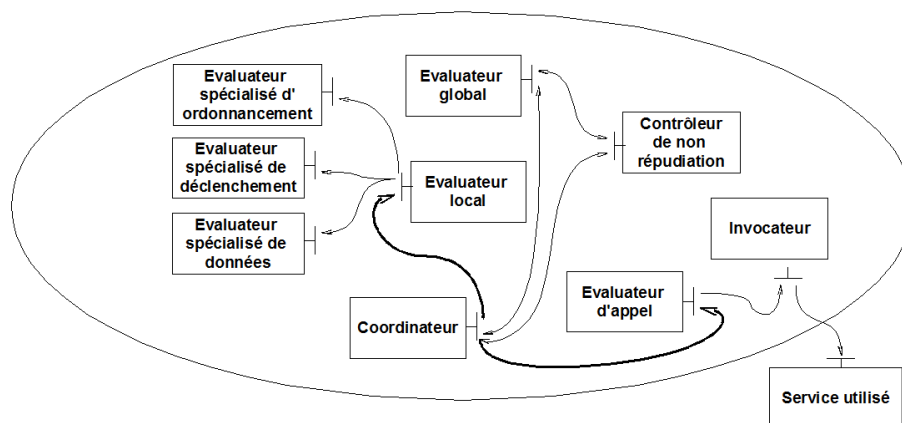 Evaluateur
spécialisé d'
ordonnancement
Evaluateur
global
Contrôleur
de non
répudiation
Evaluateur
spécialisé de
déclenchement
Evaluateur
local
Evaluateur
spécialisé de
données
Invocateur
Coordinateur
Evaluateur
d'appel
Service utilisé